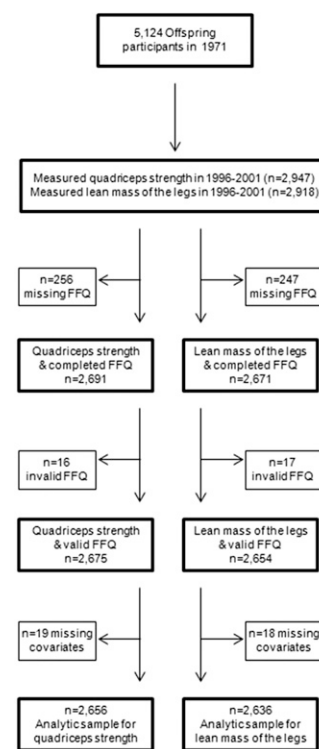 5,124 Offspring
participants in 1971
Measured quadriceps strength in 1996-2001 (n=2,947)
Measured lean mass of the legs in 1996-2001 (n=2,918)
n=256
missing FFQ
n=247
missing FFQ
Quadriceps strength
& completed FFQ
n=2,691
Lean mass of the legs
& completed FFQ
n=2,671
n=16
invalid FFQ
n=17
invalid FFQ
Quadriceps strength
& valid FFQ
n=2,675
Lean mass of the legs
& valid FFQ
n=2,654
n=19 missing
covariates
n=18 missing
covariates
n=2,656
Analytic sample for
quadriceps strength
n=2,636
Analytic sample for
lean mass of the legs